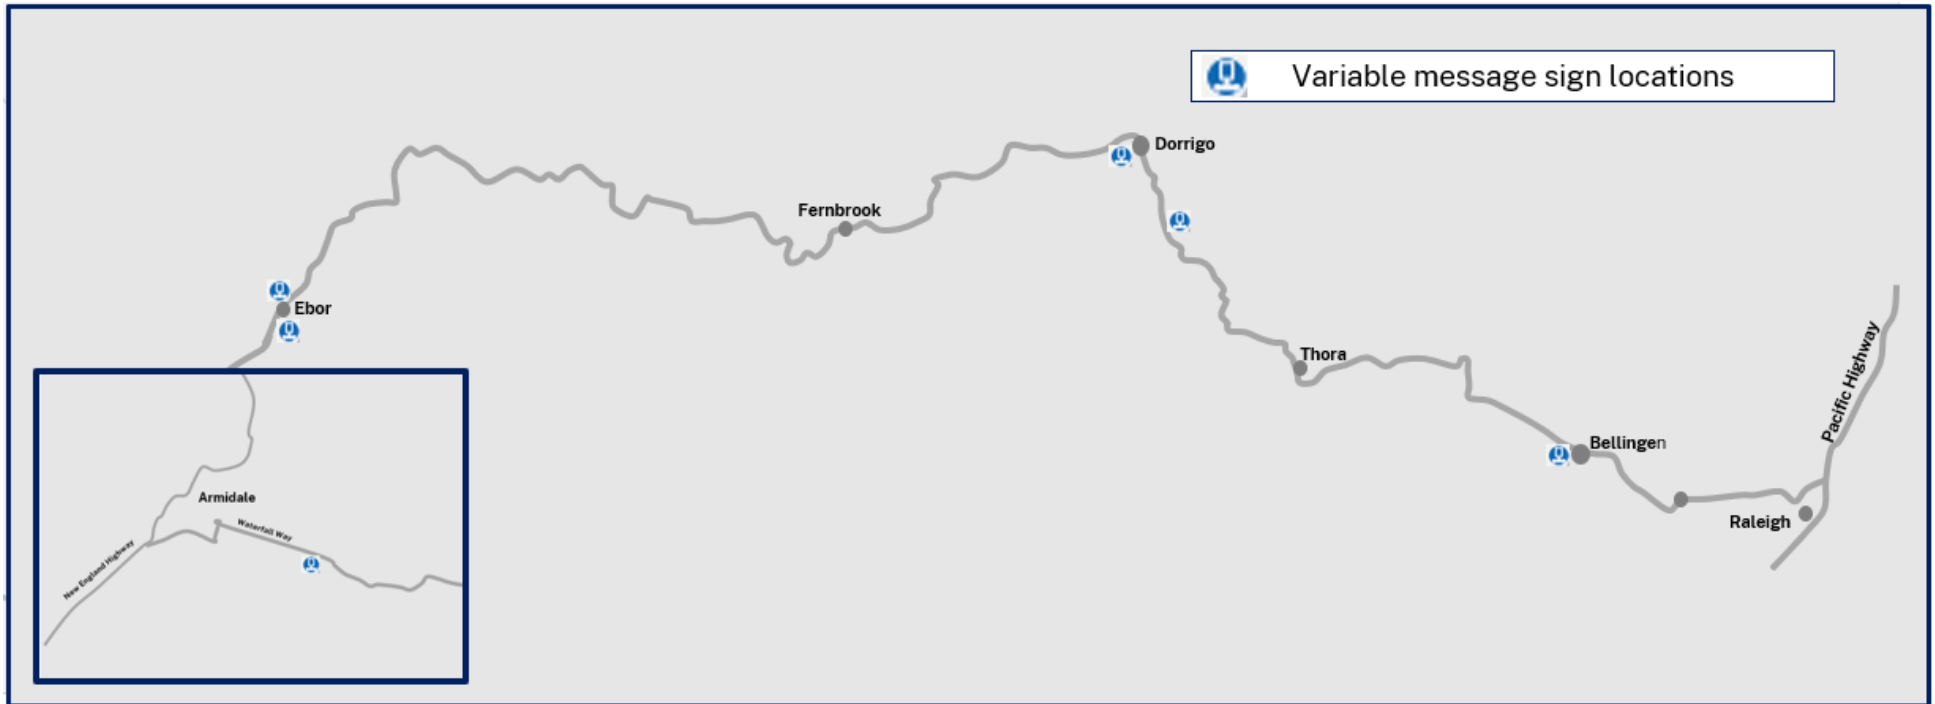 Variable message sign locations
Dorrigo
Fernbrook
Ebor
Thora
Pacific Highway
Bellingen
Armidale
Waterfall Way
Raleigh
New England Highway